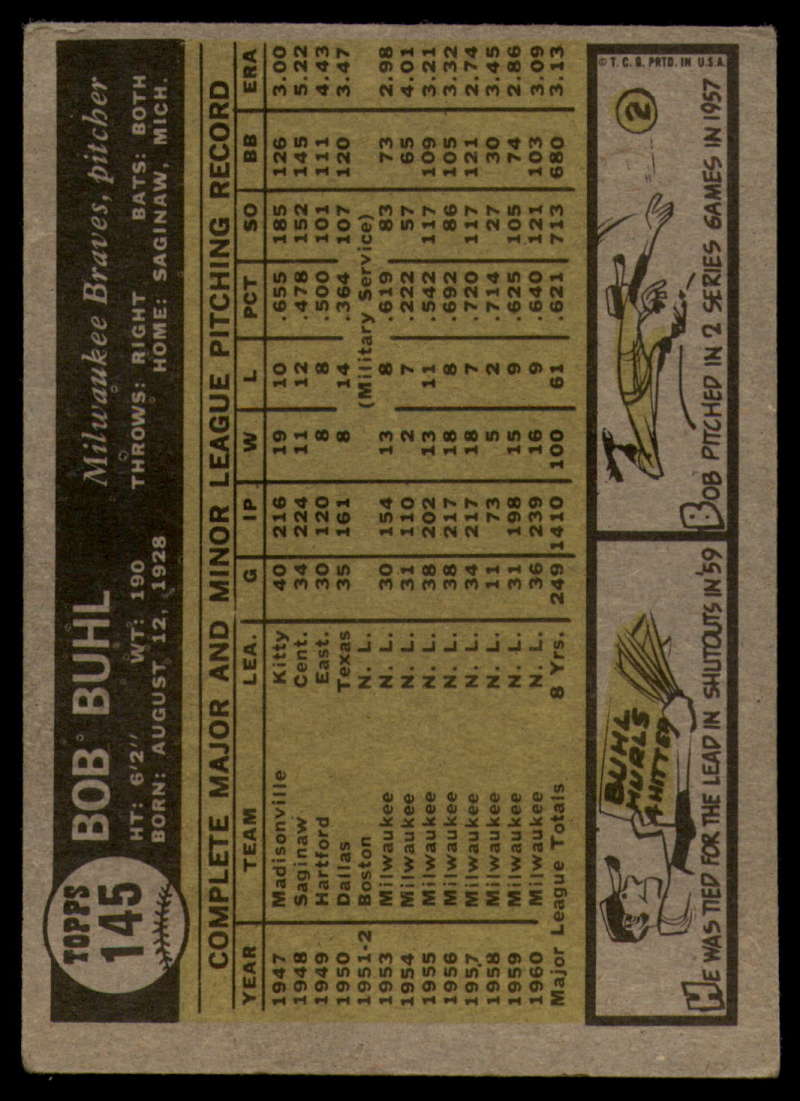 TOPPS
145
BOB BUHL
Milwaukee Braves, pitcher
HT: 6'2" WT: 190 THROWS: RIGHT BATS: BOTH
BORN: AUGUST 12, 1928 HOME: SAGINAW, MICH.
COMPLETE MAJOR AND MINOR LEAGUE PITCHING RECORD
YEAR TEAM LEA. G IP W L PCT SO BB ERA
1947 Madisonville Kitty 40 216 19 10 .655 185 126 3.00
1948 Saginaw Cent. 34 224 11 12 .478 152 145 5.22
1949 Hartford East. 30 120 8 8 .500 101 111 4.43
1950 Dallas Texas 35 161 8 14 .364 107 120 3.47
1951-2 Boston N. L. (Military Service)
1953 Milwaukee N. L. 30 154 13 8 .619 83 73 2.98
1954 Milwaukee N. L. 31 110 2 7 .222 57 65 4.01
1955 Milwaukee N. L. 38 202 13 11 .542 117 109 3.21
1956 Milwaukee N. L. 38 217 18 8 .692 86 105 3.32
1957 Milwaukee N. L. 34 217 18 7 .720 117 121 2.74
1958 Milwaukee N. L. 11 73 5 2 .714 27 30 3.45
1959 Milwaukee N. L. 31 198 15 9 .625 105 74 2.86
1960 Milwaukee N. L. 36 239 16 9 .640 121 103 3.09
Major League Totals 8 Yrs. 249 1410 100 61 .621 713 680 3.13
BUHL
HURLS
4 HITTER
HE WAS TIED FOR THE LEAD IN SHUTOUTS IN '59
© T. C. G. PRTD. IN U.S.A.
2
BOB PITCHED IN 2 SERIES GAMES IN 1957